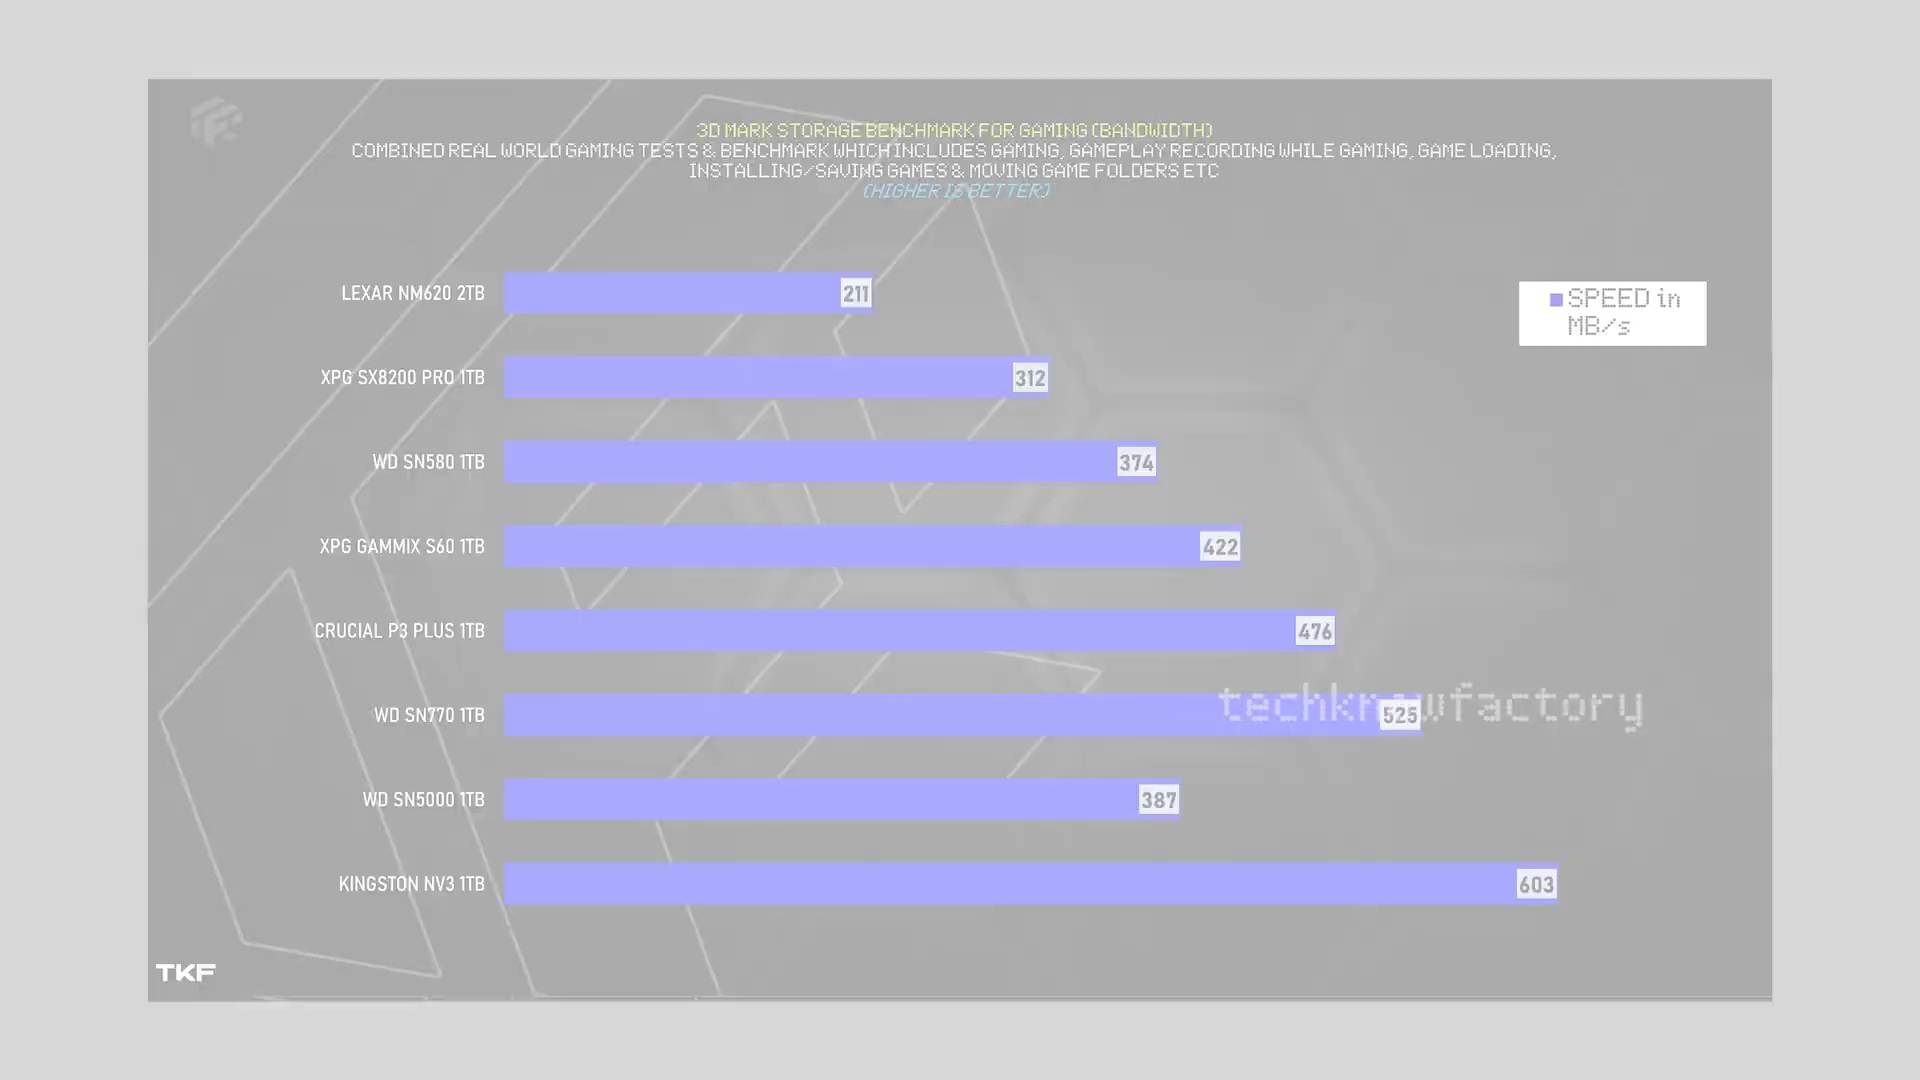 3D MARK STORAGE BENCHMARK FOR GAMING (BANDWIDTH)
COMBINED REAL WORLD GAMING TESTS & BENCHMARK WHICH INCLUDES GAMING, GAMEPLAY RECORDING WHILE GAMING, GAME LOADING,
INSTALLING/SAVING GAMES & MOVING GAME FOLDERS ETC
(HIGHER IS BETTER)
LEXAR NM620 2TB 211
SPEED in
MB/s
XPG SX8200 PRO 1TB 312
WD SN580 1TB 374
XPG GAMMIX S60 1TB 422
CRUCIAL P3 PLUS 1TB 476
WD SN770 1TB 525
techknowfactory
WD SN5000 1TB 387
KINGSTON NV3 1TB 603
TKF